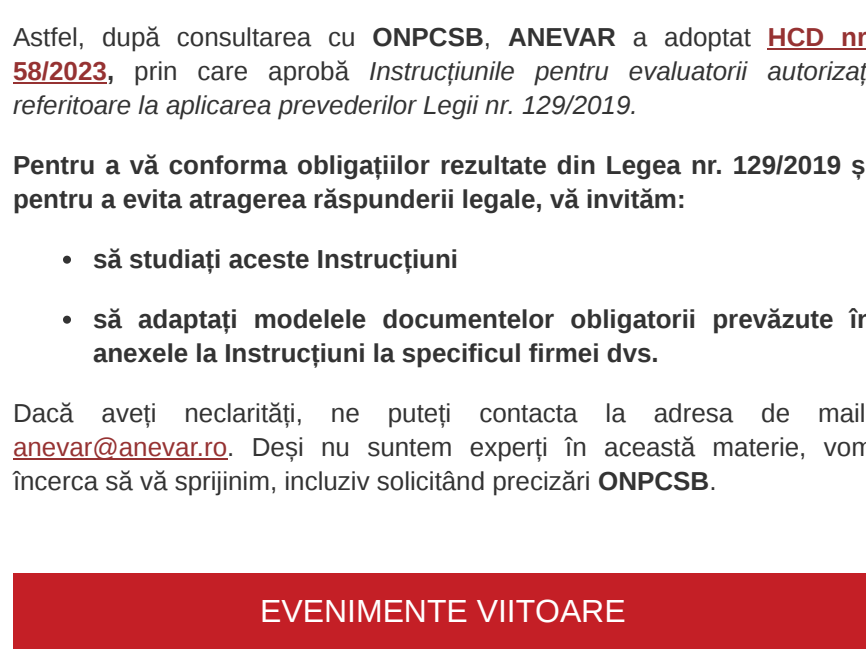 Astfel, după consultarea cu ONPCSB, ANEVAR a adoptat HCD nr
58/2023, prin care aprobă Instrucțiunile pentru evaluatorii autorizaț
referitoare la aplicarea prevederilor Legii nr. 129/2019.
Pentru a vă conforma obligațiilor rezultate din Legea nr. 129/2019 ș
pentru a evita atragerea răspunderii legale, vă invităm:
• să studiați aceste Instrucțiuni
• să adaptați modelele documentelor obligatorii prevăzute în
anexele la Instrucțiuni la specificul firmei dvs.
Dacă aveți neclarități, ne puteți contacta la adresa de mail
anevar@anevar.ro. Deși nu suntem experți în această materie, vom
încerca să vă sprijinim, incluziv solicitând precizări ONPCSB.
EVENIMENTE VIITOARE